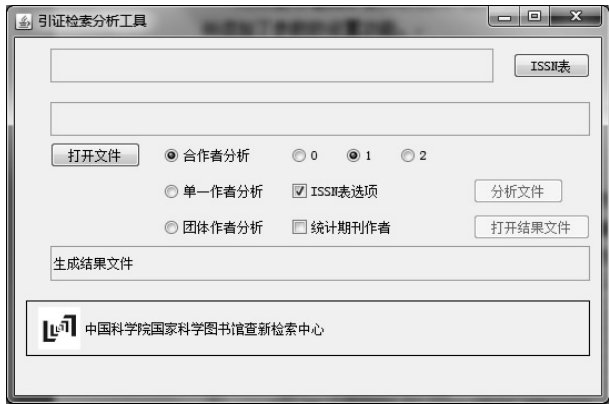 引证检索分析工具
ISSN表
打开文件 合作者分析 0 1 2
单一作者分析 ISSN表选项 分析文件
团体作者分析 统计期刊作者 打开结果文件
生成结果文件
中国科学院国家科学图书馆查新检索中心